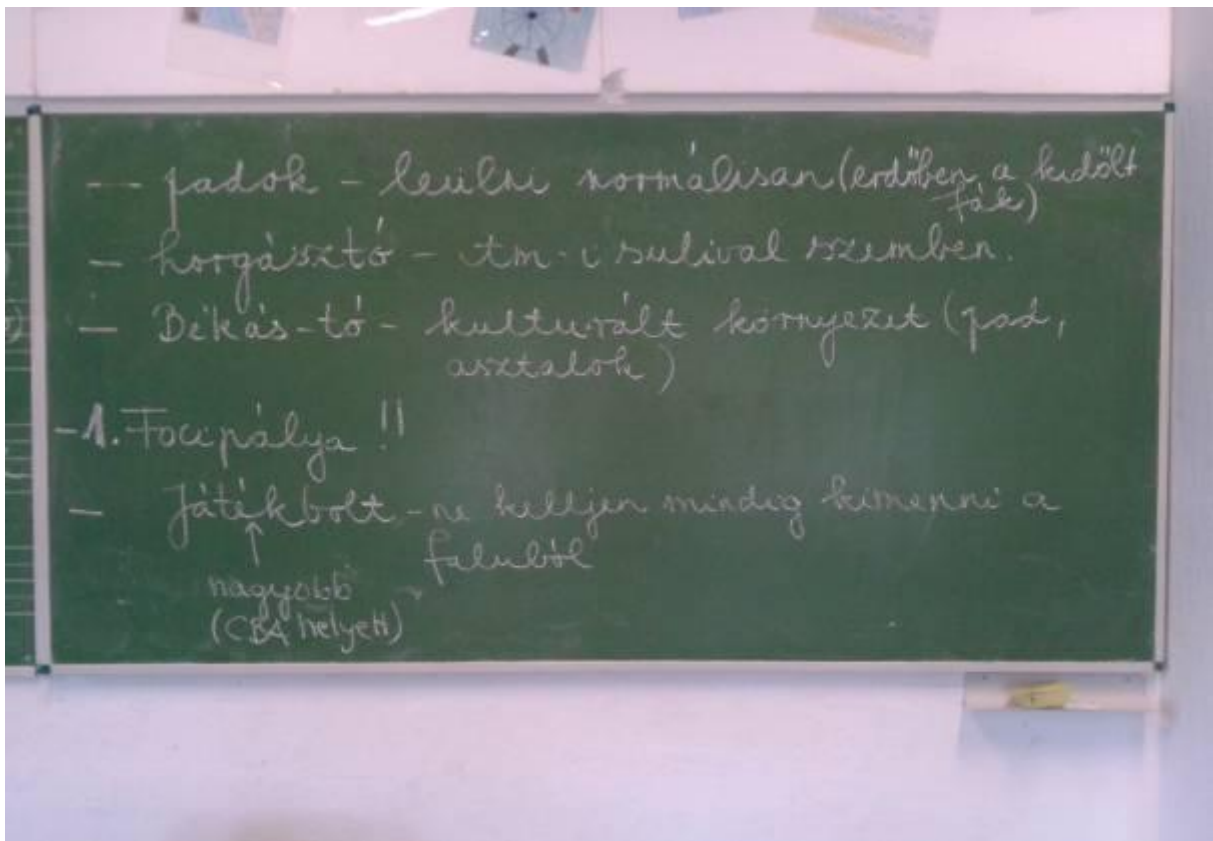 — padok - leülni normálisan (erdőben a kidőlt
fák)
— horgásztó - tm-i sulival szemben.
— Békás-tó - kulturált környezet (pad,
asztalok)
-1. Focipálya !!
— Játékbolt - ne kelljen mindig kimenni a
faluból
↑
nagyobb
(CBA helyett)